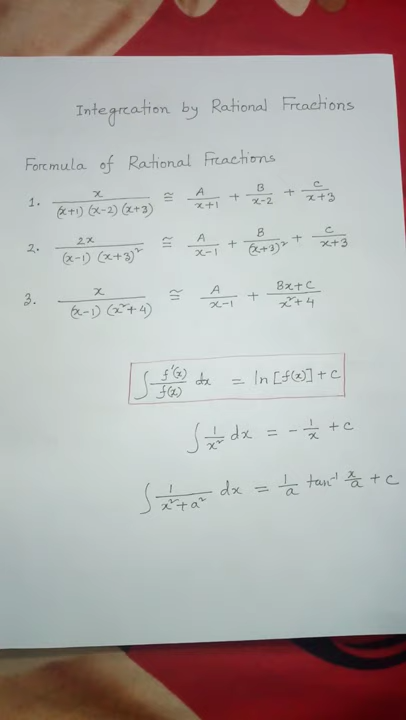 Integration by Rational Fractions
Formula of Rational Fractions
1. x/((x+1) (x-2) (x+3)) ≅ A/(x+1) + B/(x-2) + C/(x+3)
2. 2x/((x-1) (x+3)²) ≅ A/(x-1) + B/(x+3)² + C/(x+3)
3. x/((x-1) (x²+4)) ≅ A/(x-1) + (Bx+C)/(x²+4)
∫ f'(x)/f(x) dx = ln [f(x)] + c
∫ 1/x² dx = - 1/x + c
∫ 1/(x²+a²) dx = 1/a tan⁻¹ x/a + c